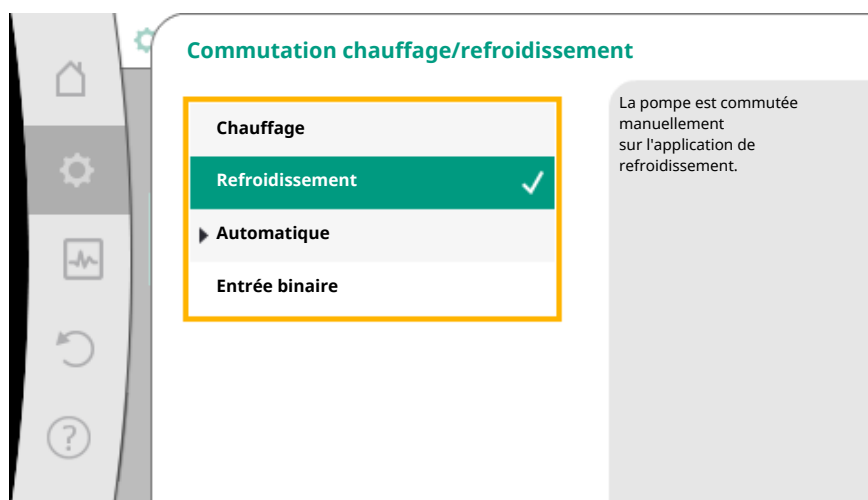 Commutation chauffage/refroidissement
Chauffage
Refroidissement
Automatique
Entrée binaire
La pompe est commutée
manuellement
sur l'application de
refroidissement.
?